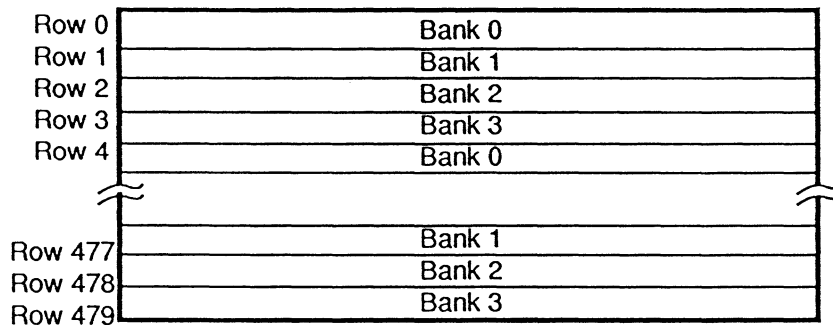 Row 0 Bank 0
Row 1 Bank 1
Row 2 Bank 2
Row 3 Bank 3
Row 4 Bank 0
Row 477 Bank 1
Row 478 Bank 2
Row 479 Bank 3